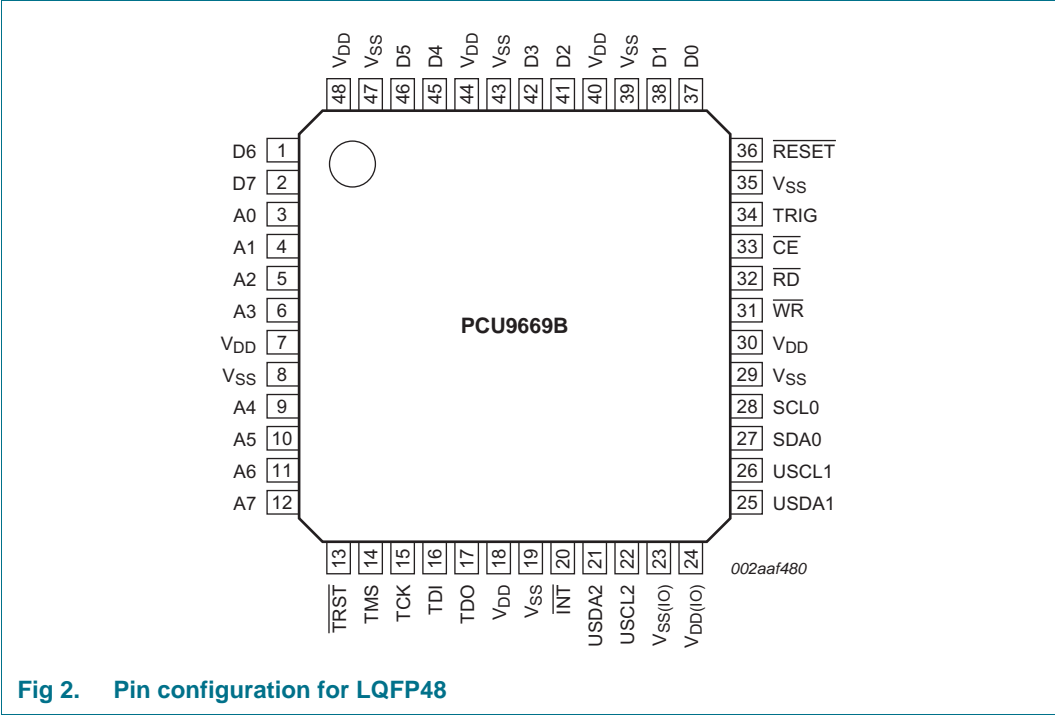 VDD VSS D5 D4 VDD VSS D3 D2 VDD VSS D1 D0
48 47 46 45 44 43 42 41 40 39 38 37
D6 1 36 RESET
D7 2 35 VSS
A0 3 34 TRIG
A1 4 33 CE
A2 5 32 RD
A3 6 31 WR
PCU9669B
VDD 7 30 VDD
VSS 8 29 VSS
A4 9 28 SCL0
A5 10 27 SDA0
A6 11 26 USCL1
A7 12 25 USDA1
13 14 15 16 17 18 19 20 21 22 23 24
TRST TMS TCK TDI TDO VDD VSS INT USDA2 USCL2 VSS(IO) VDD(IO)
002aaf480
Fig 2. Pin configuration for LQFP48